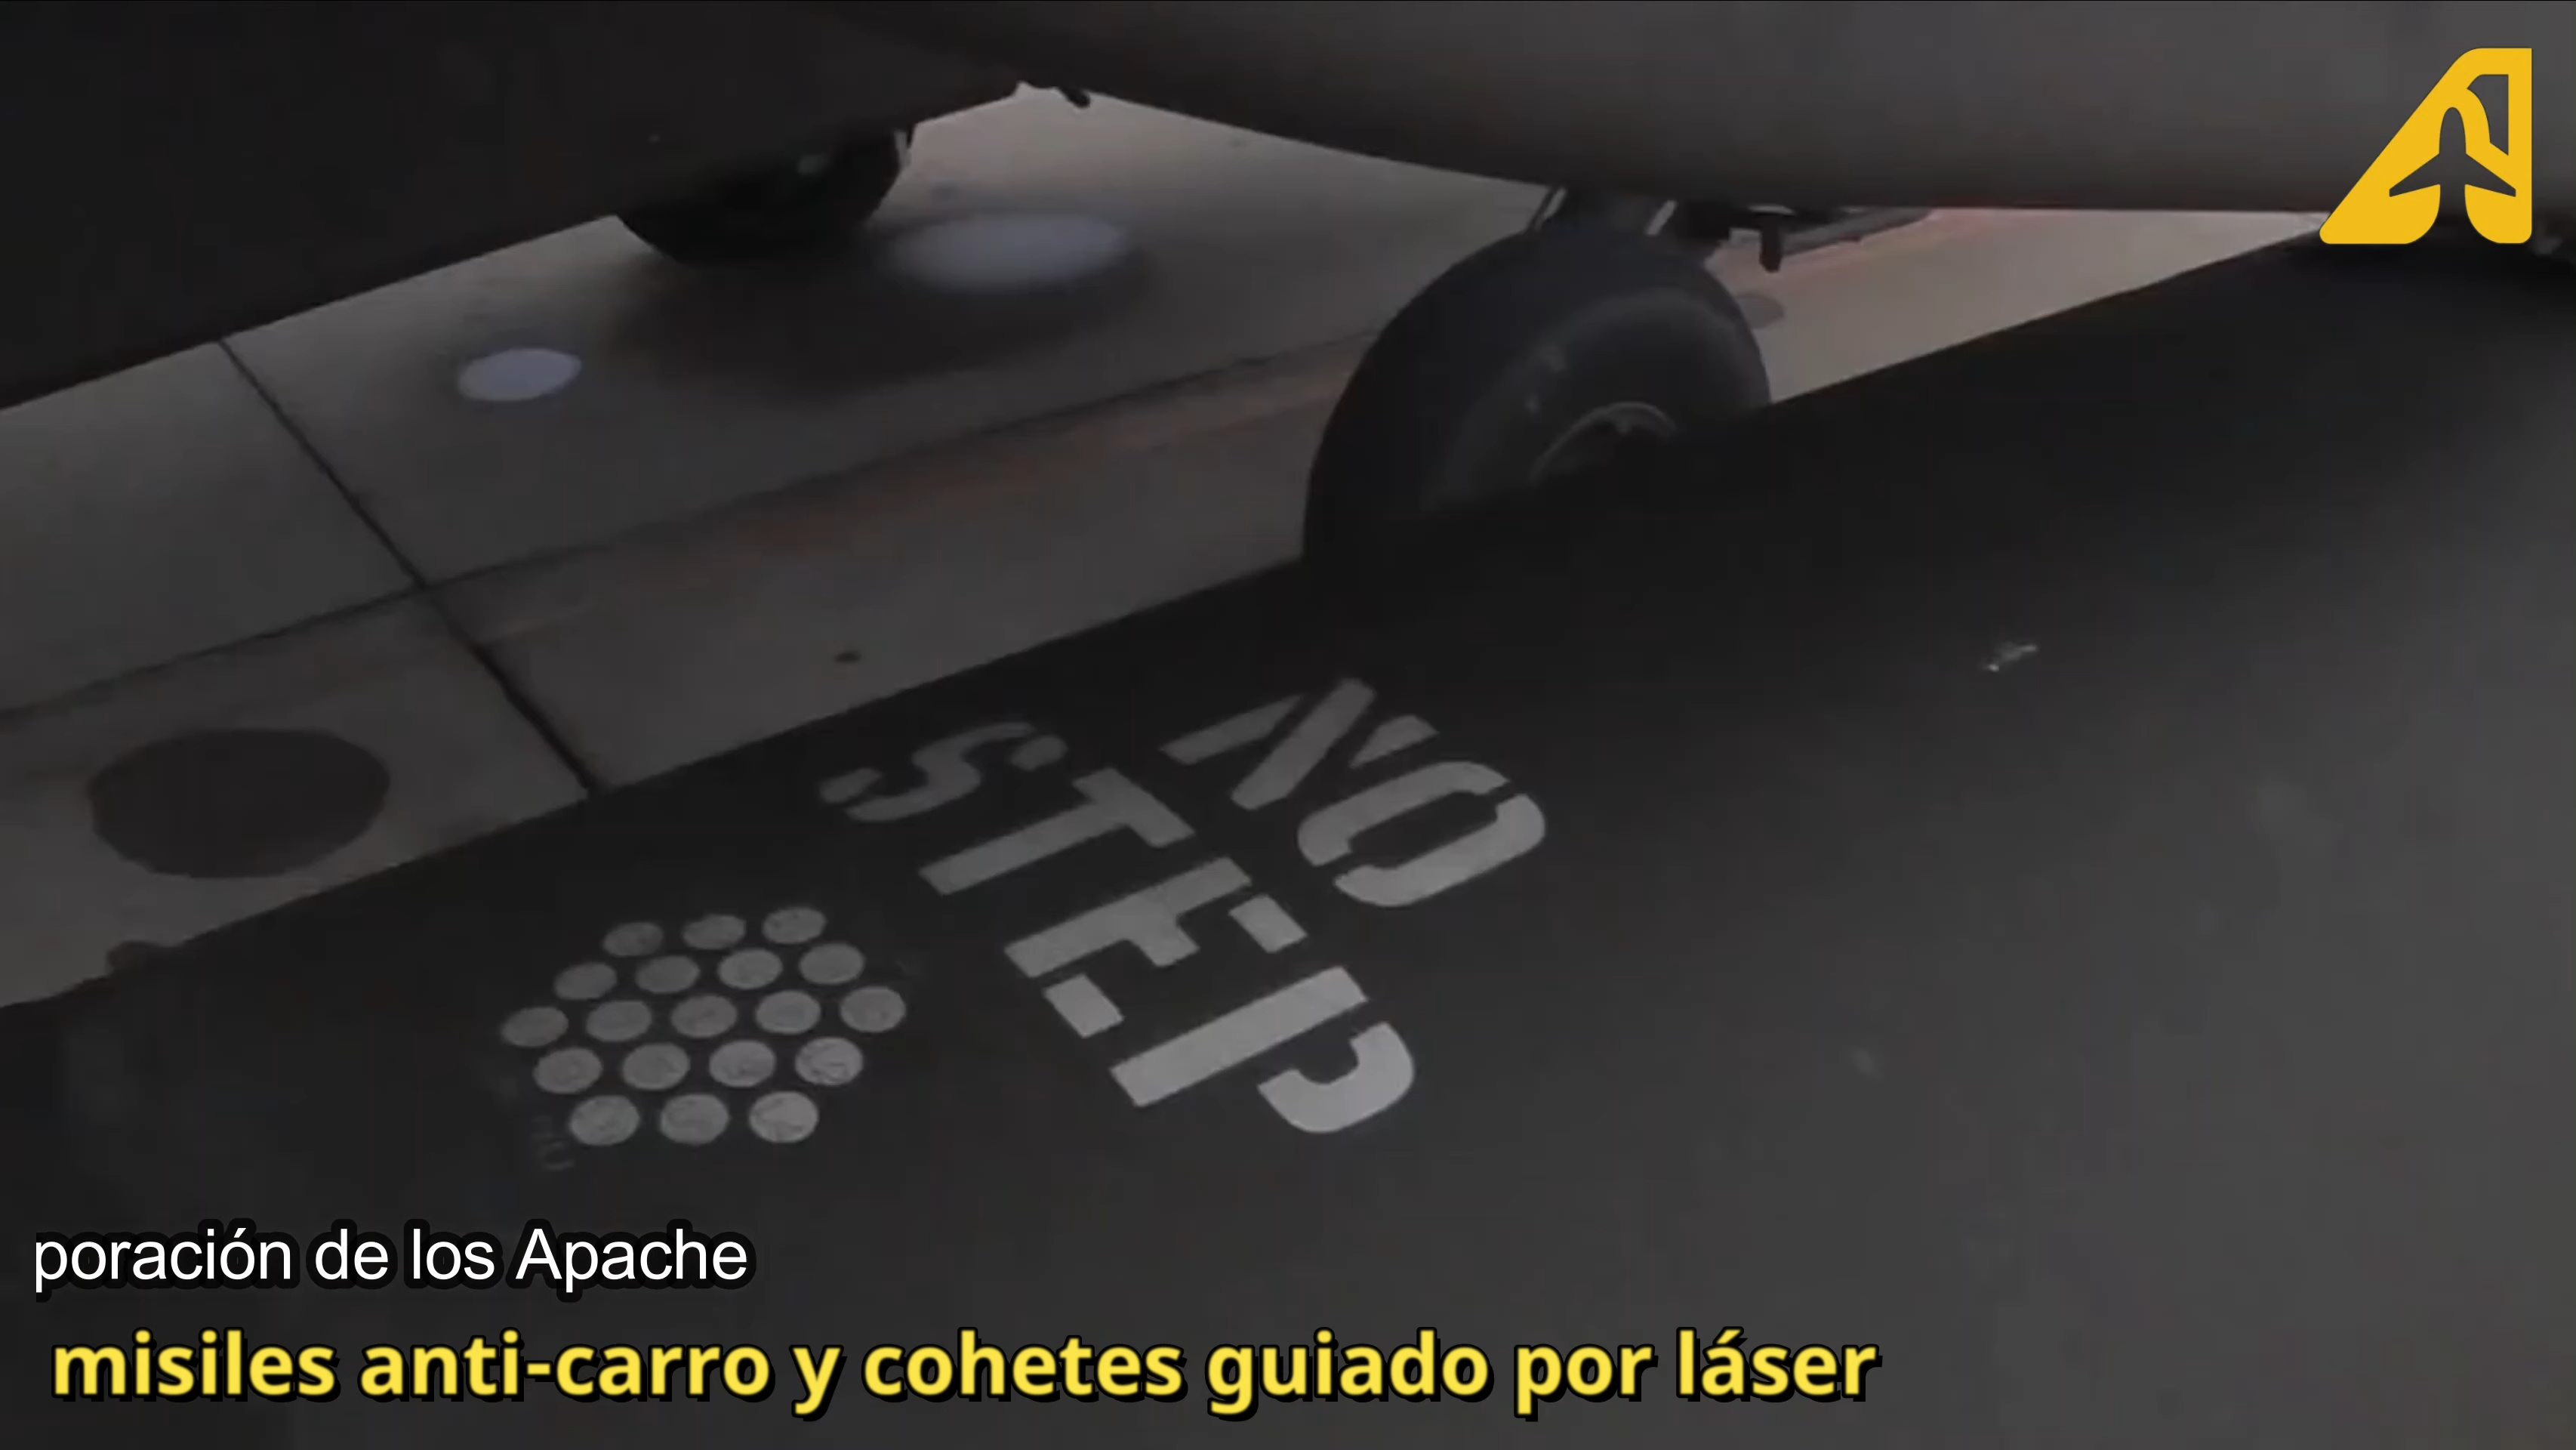 NO
STEP
poración de los Apache
misiles anti-carro y cohetes guiado por láser